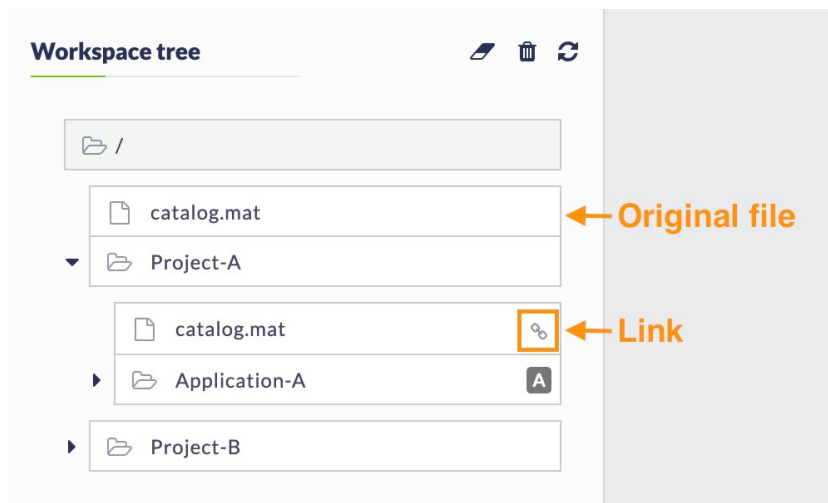 Workspace tree
/
catalog.mat
Original file
Project-A
catalog.mat
Link
Application-A
A
Project-B